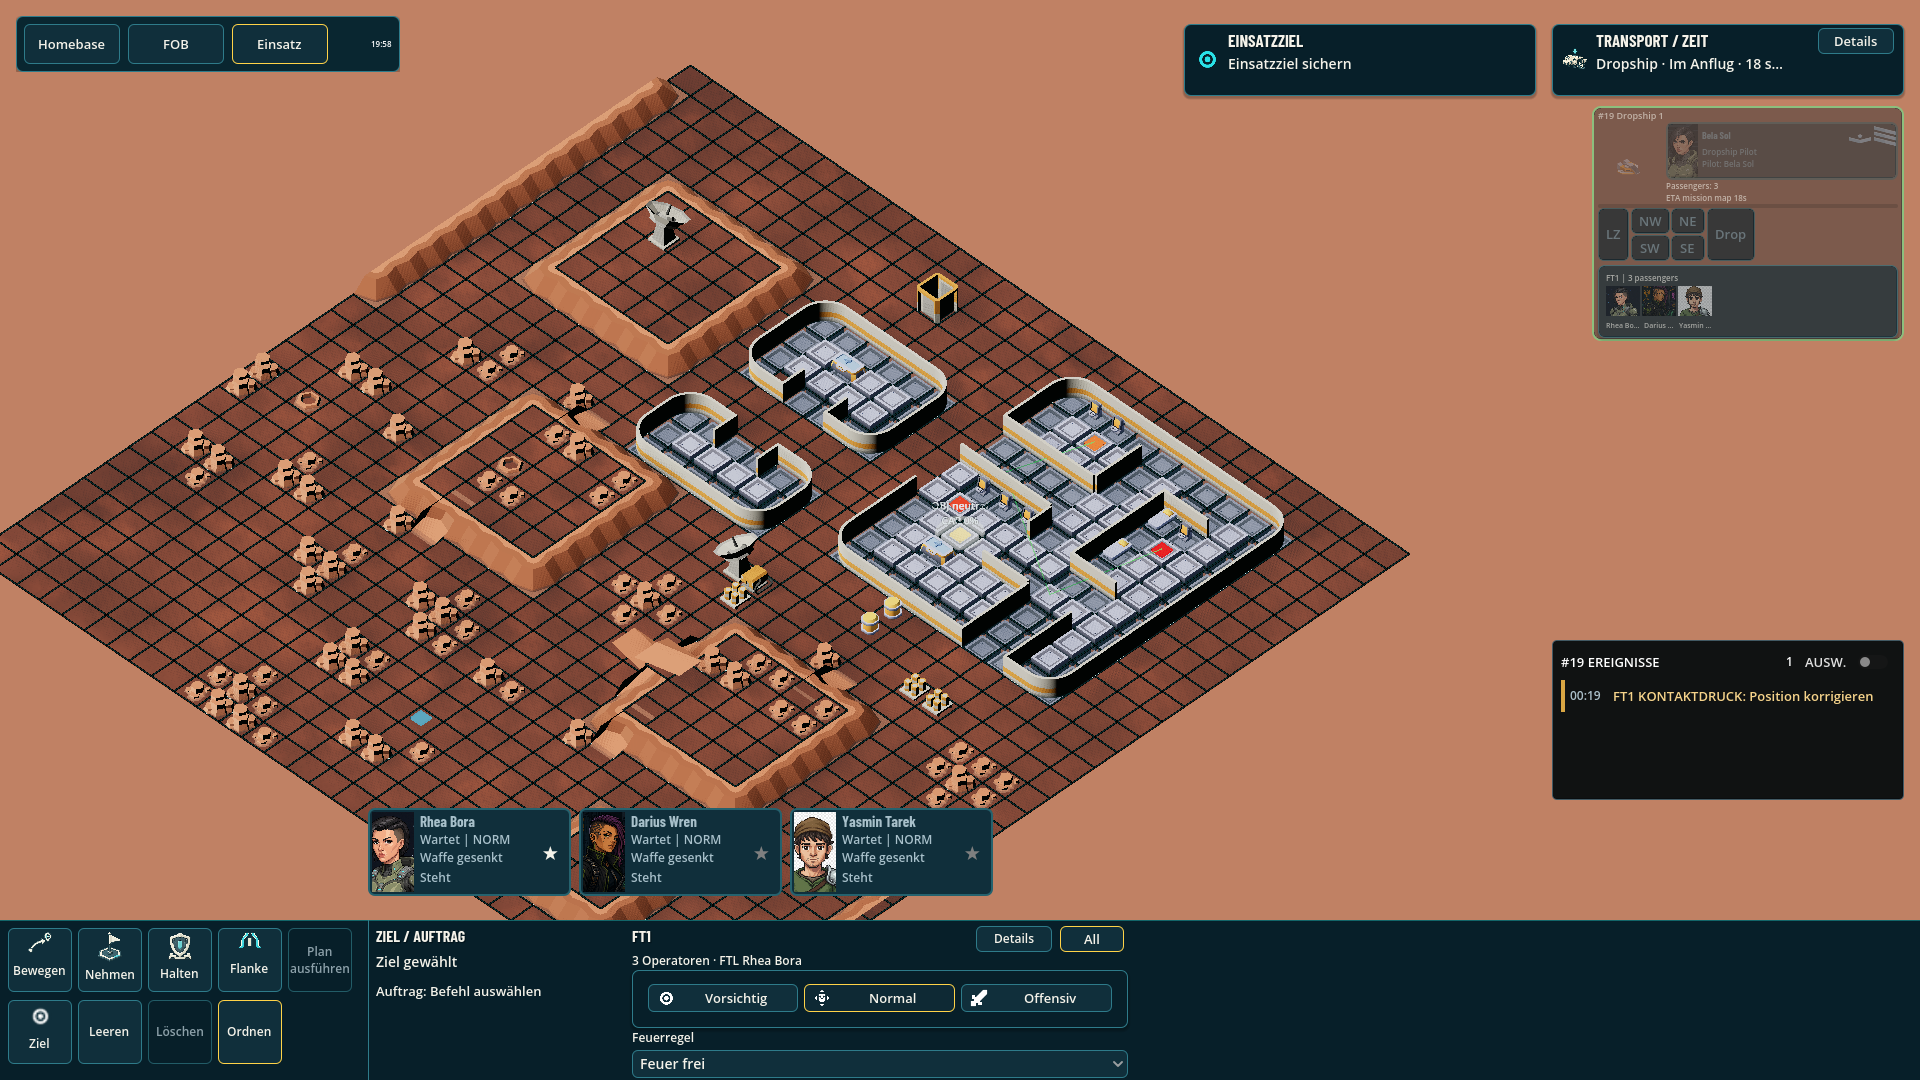 Homebase
FOB
Einsatz
19:58
EINSATZZIEL
Einsatzziel sichern
TRANSPORT / ZEIT
Dropship · Im Anflug · 18 s...
Details
#19 Dropship 1
Bela Sol
Dropship Pilot
Pilot: Bela Sol
Passengers: 3
ETA mission map 18s
LZ
NW
NE
SW
SE
Drop
FT1 | 3 passengers
Rhea Bo...
Darius ...
Yasmin ...
#19 EREIGNISSE
1
AUSW.
00:19
FT1 KONTAKTDRUCK: Position korrigieren
Rhea Bora
Wartet | NORM
Waffe gesenkt
Steht
Darius Wren
Wartet | NORM
Waffe gesenkt
Steht
Yasmin Tarek
Wartet | NORM
Waffe gesenkt
Steht
Bewegen
Nehmen
Halten
Flanke
Plan ausführen
Ziel
Leeren
Löschen
Ordnen
ZIEL / AUFTRAG
Ziel gewählt
Auftrag: Befehl auswählen
FT1
Details
All
3 Operatoren · FTL Rhea Bora
Vorsichtig
Normal
Offensiv
Feuerregel
Feuer frei